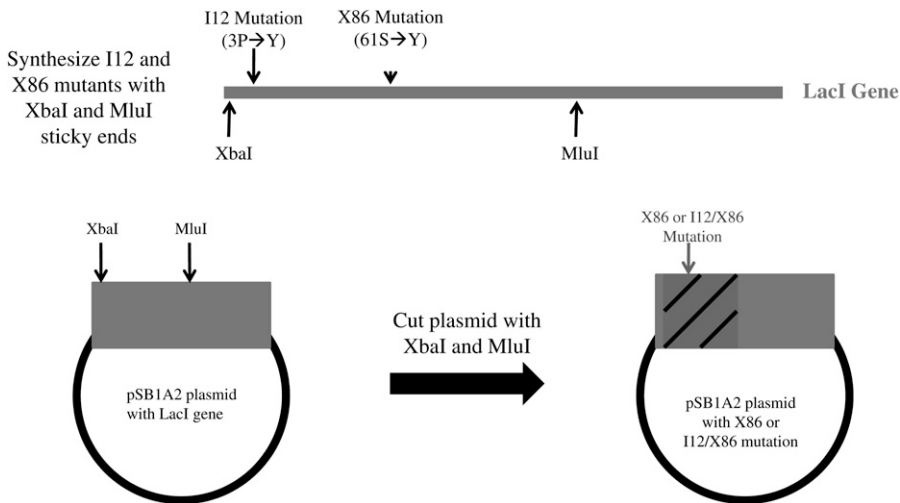 I12 Mutation
(3P→Y)
X86 Mutation
(61S→Y)
Synthesize I12 and
X86 mutants with
XbaI and MluI
sticky ends
LacI Gene
XbaI
MluI
XbaI
MluI
X86 or I12/X86
Mutation
Cut plasmid with
XbaI and MluI
pSB1A2 plasmid
with LacI gene
pSB1A2 plasmid
with X86 or
I12/X86 mutation